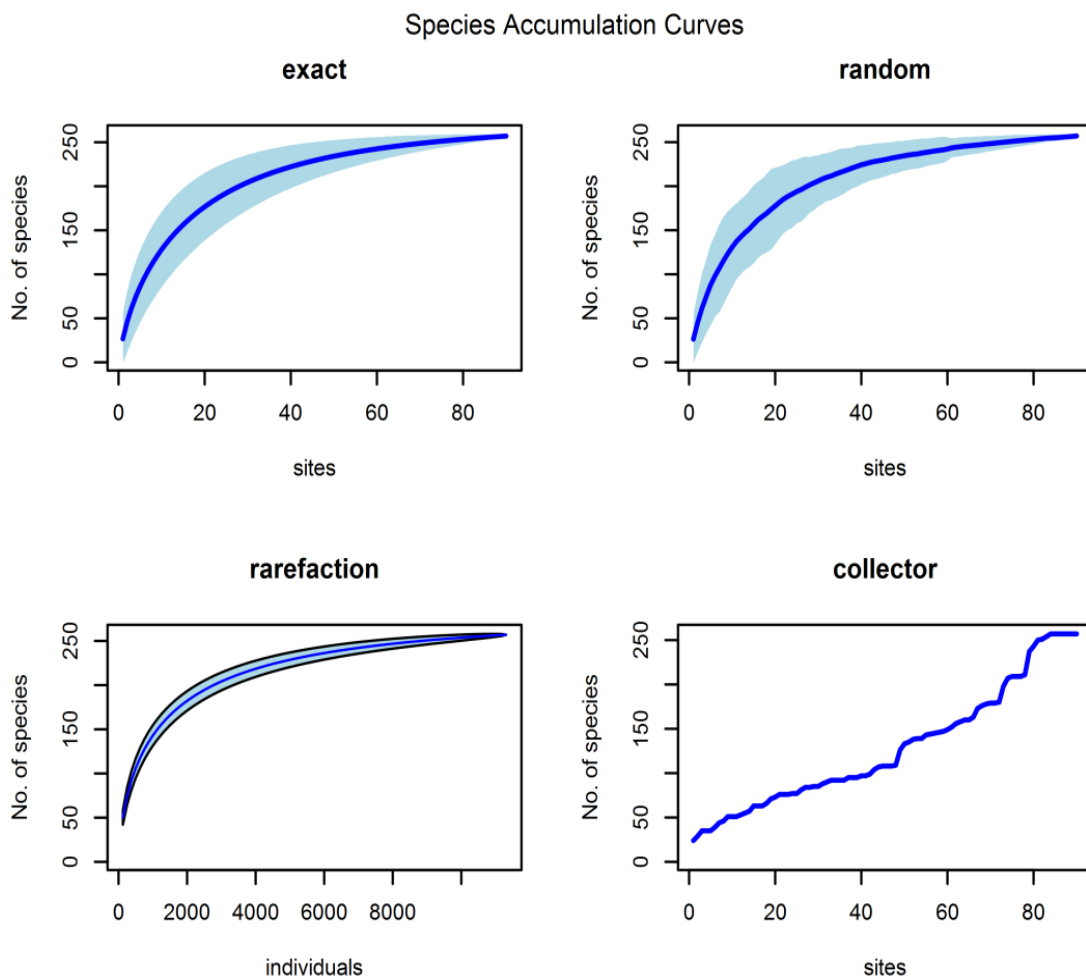 Species Accumulation Curves
exact
No. of species
0 50 150 250
0 20 40 60 80
sites
random
No. of species
0 50 150 250
0 20 40 60 80
sites
rarefaction
No. of species
0 50 150 250
0 2000 4000 6000 8000
individuals
collector
No. of species
0 50 150 250
0 20 40 60 80
sites